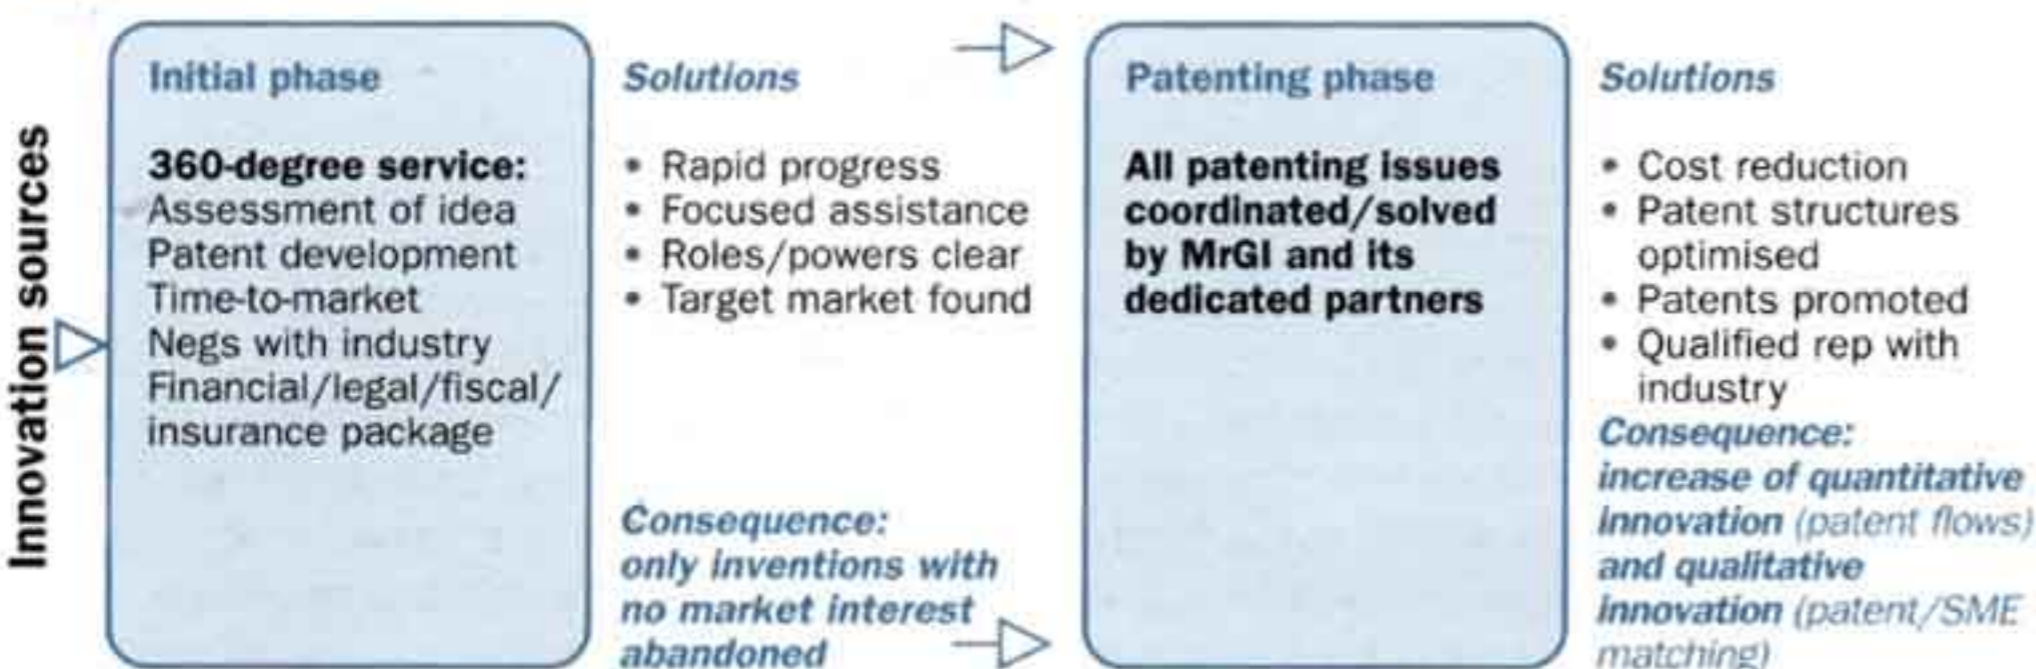 Innovation sources
Initial phase
360-degree service:
Assessment of idea
Patent development
Time-to-market
Negs with industry
Financial/legal/fiscal/
insurance package
Solutions
• Rapid progress
• Focused assistance
• Roles/powers clear
• Target market found
Consequence:
only inventions with
no market interest
abandoned
Patenting phase
All patenting issues
coordinated/solved
by MrGI and its
dedicated partners
Solutions
• Cost reduction
• Patent structures
optimised
• Patents promoted
• Qualified rep with
industry
Consequence:
increase of quantitative
innovation (patent flows)
and qualitative
innovation (patent/SME
matching)